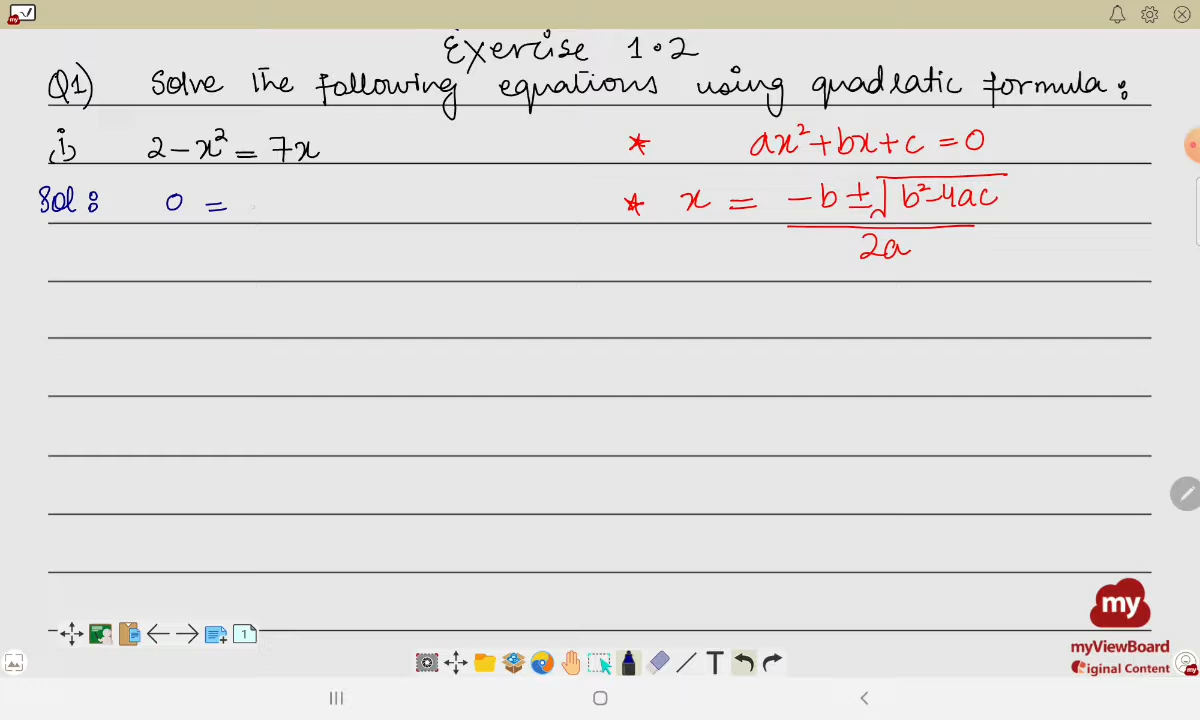 Exercise 1.2
Q1) Solve the following equations using quadratic formula:
i) 2-x²=7x * ax²+bx+c=0
Sol: 0 = * x = (-b±√(b²-4ac))/2a
my
myViewBoard
Original Content
1
T